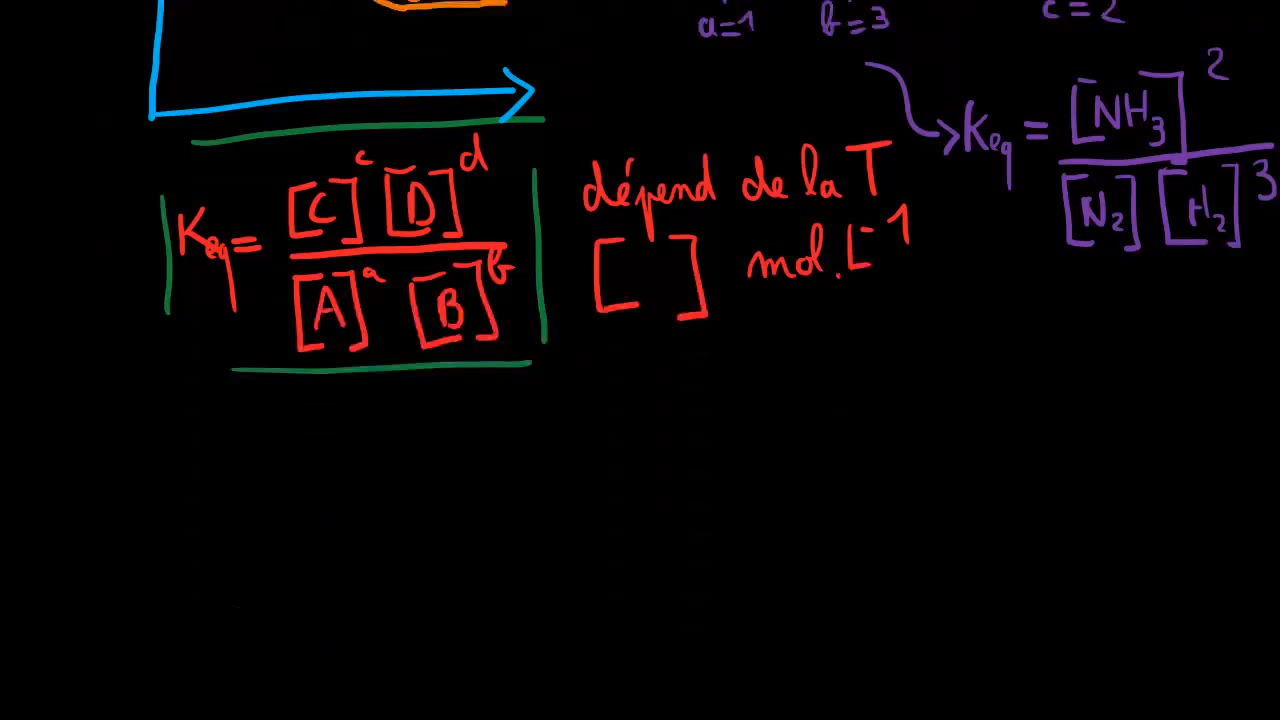 a=1 b=3 c=2
Keq = [NH₃]² / [N₂] [H₂]³
Keq = [C]ᶜ [D]ᵈ / [A]ᵃ [B]ᵇ
dépend de la T
[ ] mol.L⁻¹